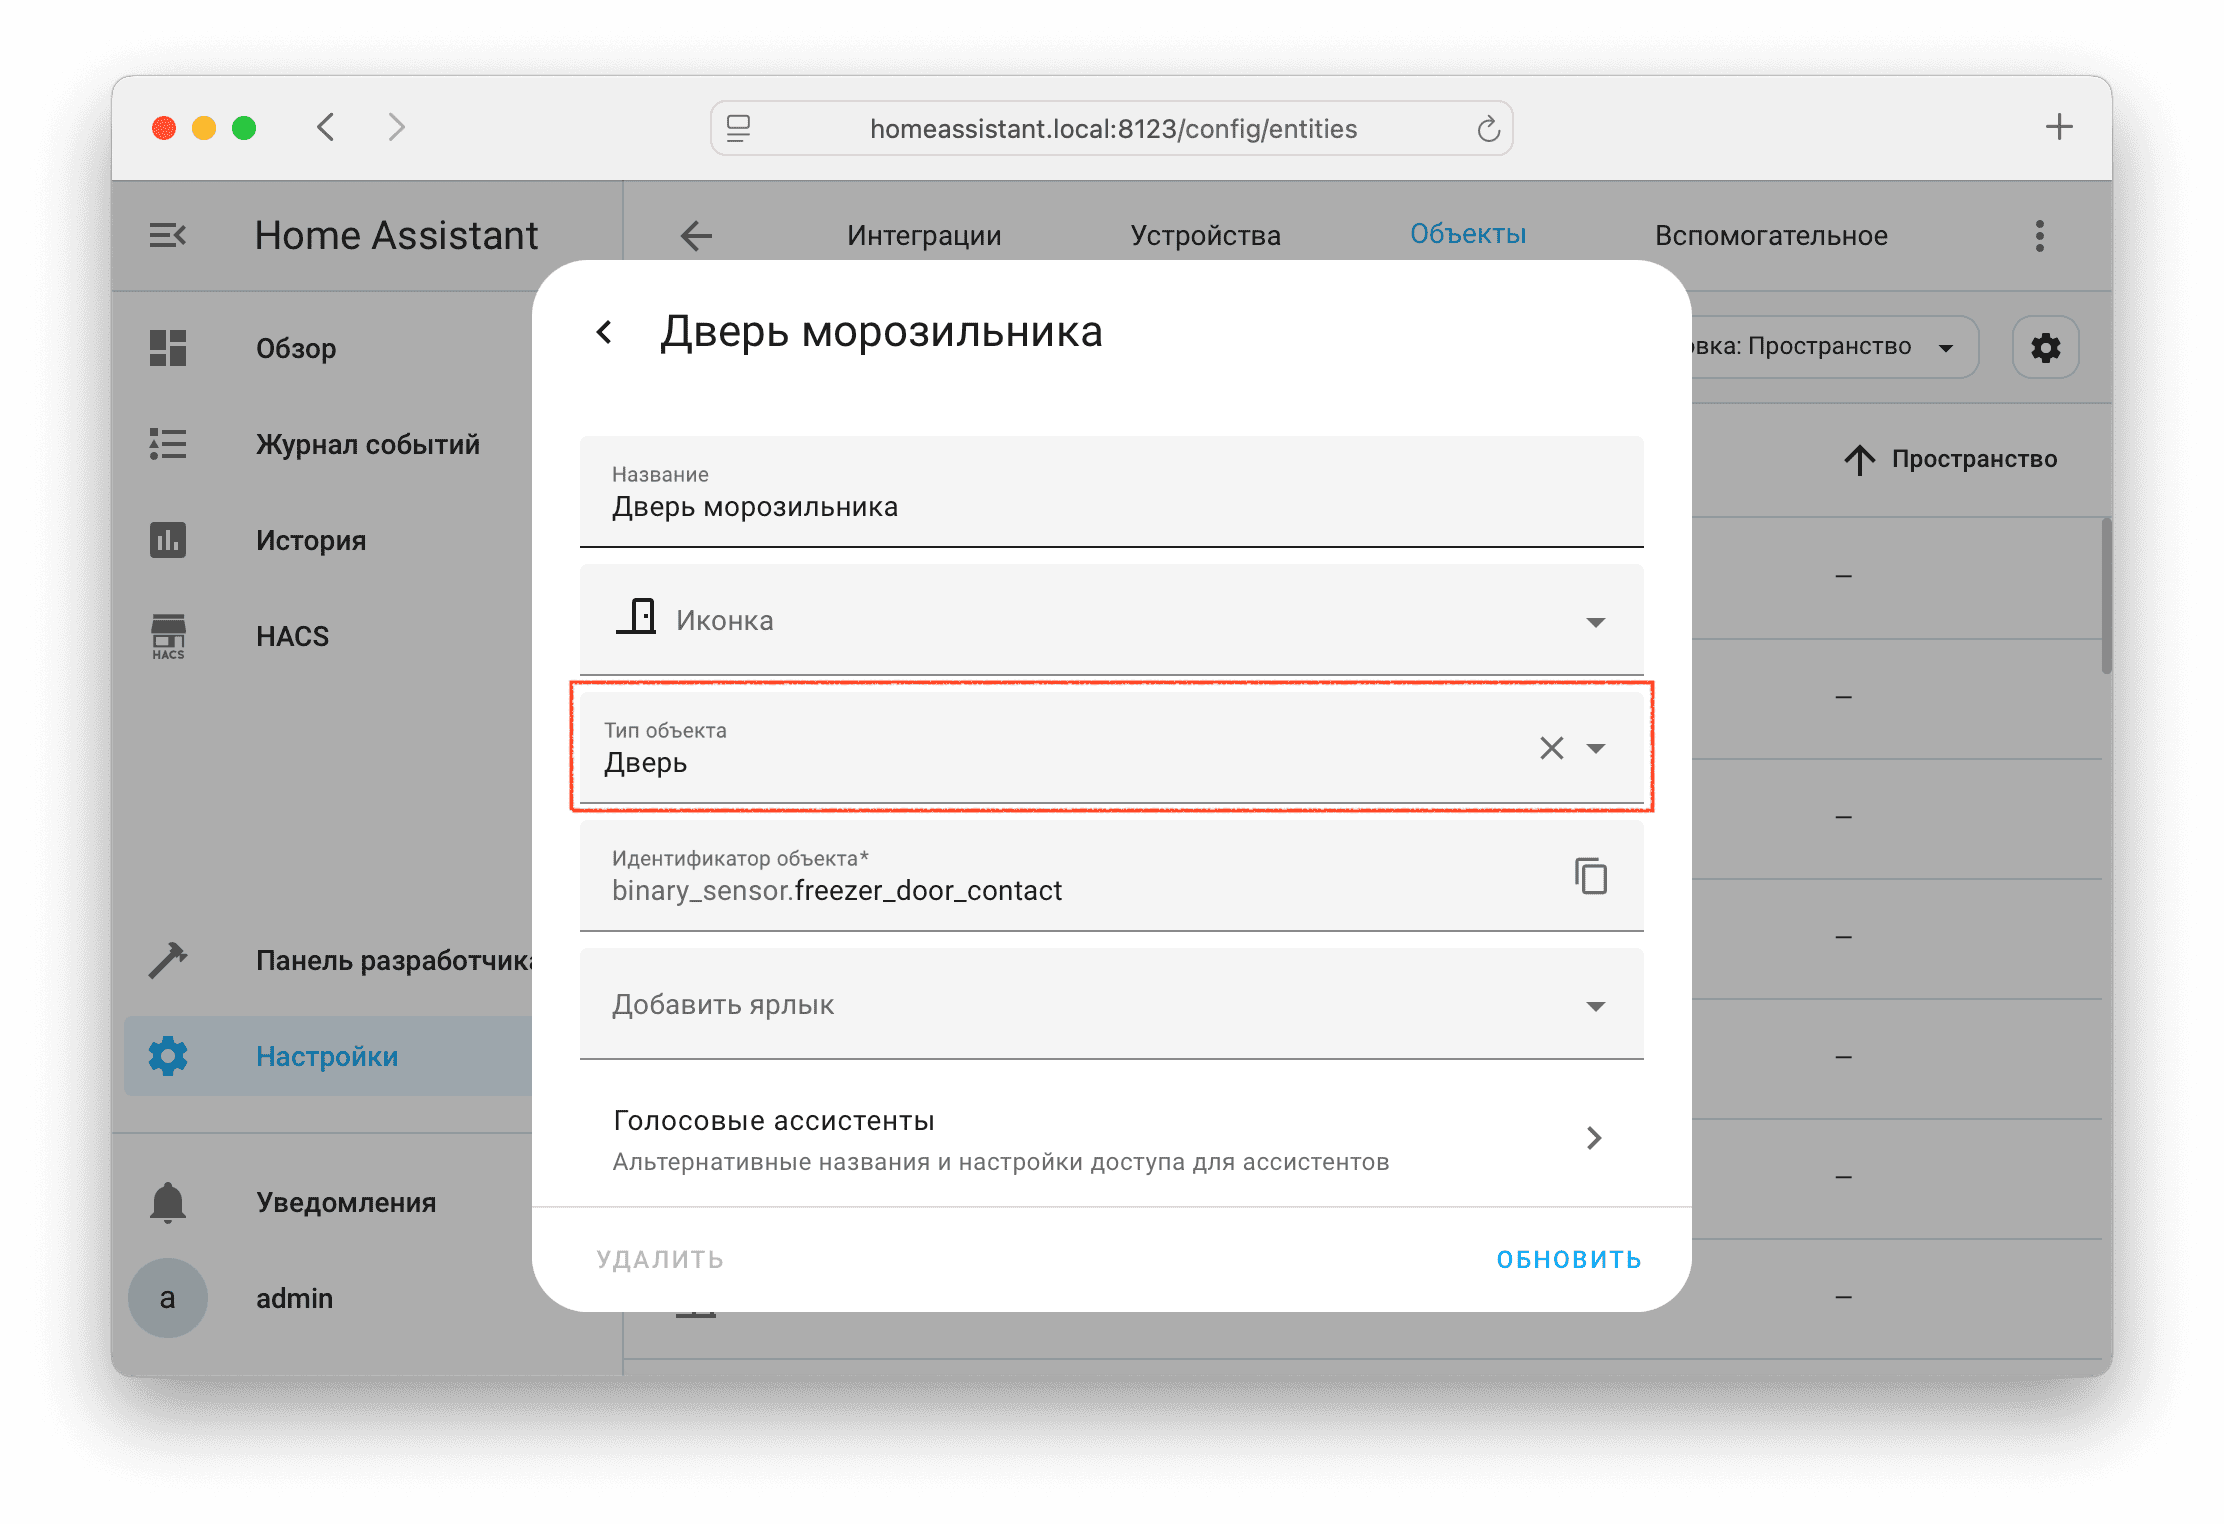 homeassistant.local:8123/config/entities
Home Assistant
Интеграции
Устройства
Объекты
Вспомогательное
Обзор
Журнал событий
История
HACS
HACS
Панель разработчика
Настройки
Уведомления
a
admin
овка: Пространство
Пространство
–
–
–
–
–
–
–
Дверь морозильника
Название
Дверь морозильника
Иконка
Тип объекта
Дверь
Идентификатор объекта*
binary_sensor.freezer_door_contact
Добавить ярлык
Голосовые ассистенты
Альтернативные названия и настройки доступа для ассистентов
УДАЛИТЬ
ОБНОВИТЬ